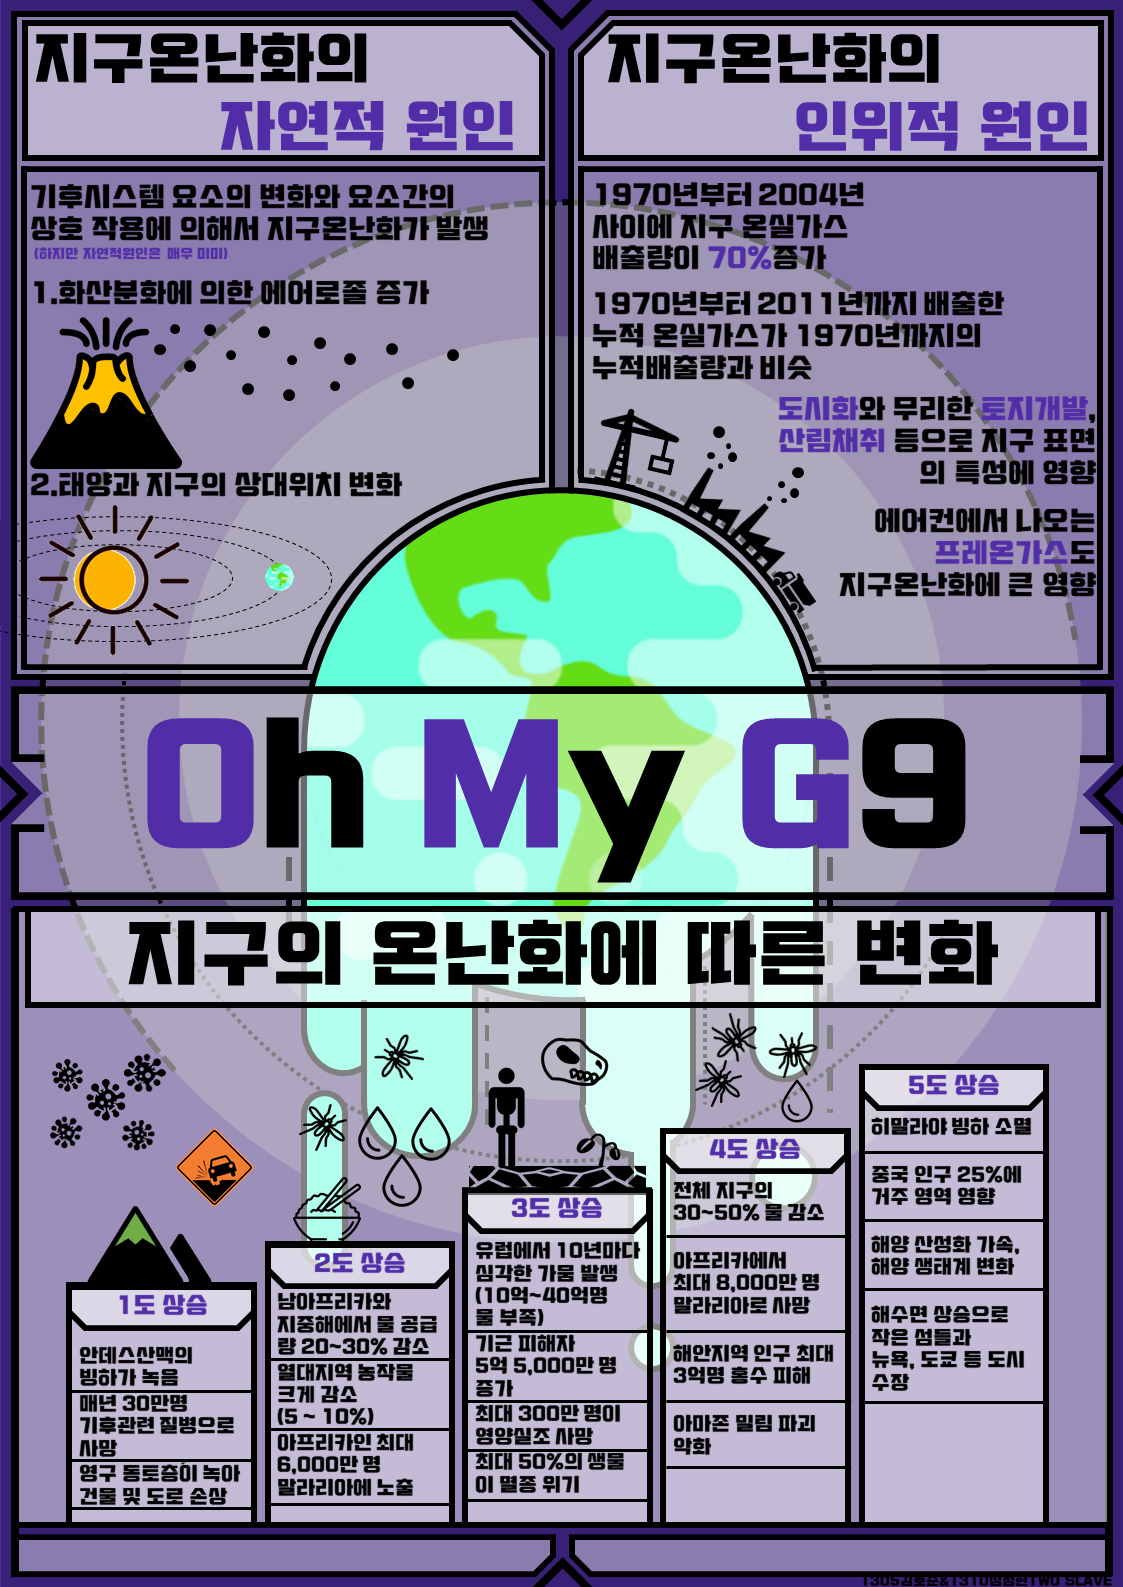 지구온난화의
자연적 원인
기후시스템 요소의 변화와 요소간의
상호 작용에 의해서 지구온난화가 발생
(하지만 자연적원인은 매우 미미)
1.화산분화에 의한 에어로졸 증가
2.태양과 지구의 상대위치 변화
지구온난화의
인위적 원인
1970년부터 2004년
사이에 지구 온실가스
배출량이 70%증가
1970년부터 2011년까지 배출한
누적 온실가스가 1970년까지의
누적배출량과 비슷
도시화와 무리한 토지개발,
산림채취 등으로 지구 표면
의 특성에 영향
에어컨에서 나오는
프레온가스도
지구온난화에 큰 영향
Oh My G9
지구의 온난화에 따른 변화
1도 상승
안데스산맥의
빙하가 녹음
매년 30만명
기후관련 질병으로
사망
영구 동토층이 녹아
건물 및 도로 손상
2도 상승
남아프리카와
지중해에서 물 공급
량 20~30% 감소
열대지역 농작물
크게 감소
(5 ~ 10%)
아프리카인 최대
6,000만 명
말라리아에 노출
3도 상승
유럽에서 10년마다
심각한 가뭄 발생
(10억~40억명
물 부족)
기근 피해자
5억 5,000만 명
증가
최대 300만 명이
영양실조 사망
최대 50%의 생물
이 멸종 위기
4도 상승
전체 지구의
30~50% 물 감소
아프리카에서
최대 8,000만 명
말라리아로 사망
해안지역 인구 최대
3억명 홍수 피해
아마존 밀림 파괴
악화
5도 상승
히말라야 빙하 소멸
중국 인구 25%에
거주 영역 영향
해양 산성화 가속,
해양 생태계 변화
해수면 상승으로
작은 섬들과
뉴욕, 도쿄 등 도시
수장
TWO SLAVE